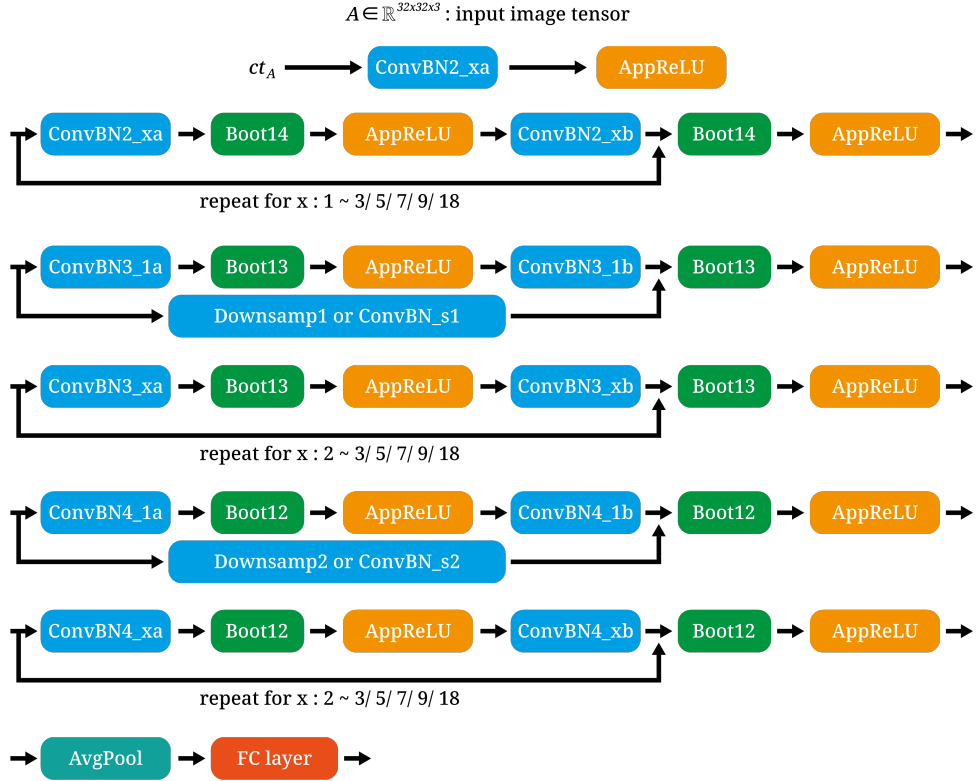 A ∈ ℝ^32x32x3 : input image tensor
ct_A ConvBN2_xa AppReLU
ConvBN2_xa Boot14 AppReLU ConvBN2_xb Boot14 AppReLU
repeat for x : 1 ~ 3/ 5/ 7/ 9/ 18
ConvBN3_1a Boot13 AppReLU ConvBN3_1b Boot13 AppReLU
Downsamp1 or ConvBN_s1
ConvBN3_xa Boot13 AppReLU ConvBN3_xb Boot13 AppReLU
repeat for x : 2 ~ 3/ 5/ 7/ 9/ 18
ConvBN4_1a Boot12 AppReLU ConvBN4_1b Boot12 AppReLU
Downsamp2 or ConvBN_s2
ConvBN4_xa Boot12 AppReLU ConvBN4_xb Boot12 AppReLU
repeat for x : 2 ~ 3/ 5/ 7/ 9/ 18
AvgPool FC layer